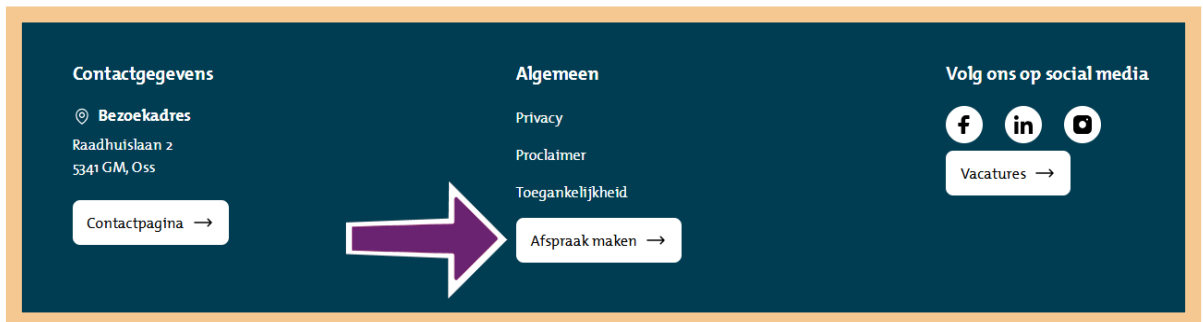 Contactgegevens
Bezoekadres
Raadhuislaan 2
5341 GM, Oss
Contactpagina →
Algemeen
Privacy
Proclaimer
Toegankelijkheid
Afspraak maken →
Volg ons op social media
f
in
Vacatures →